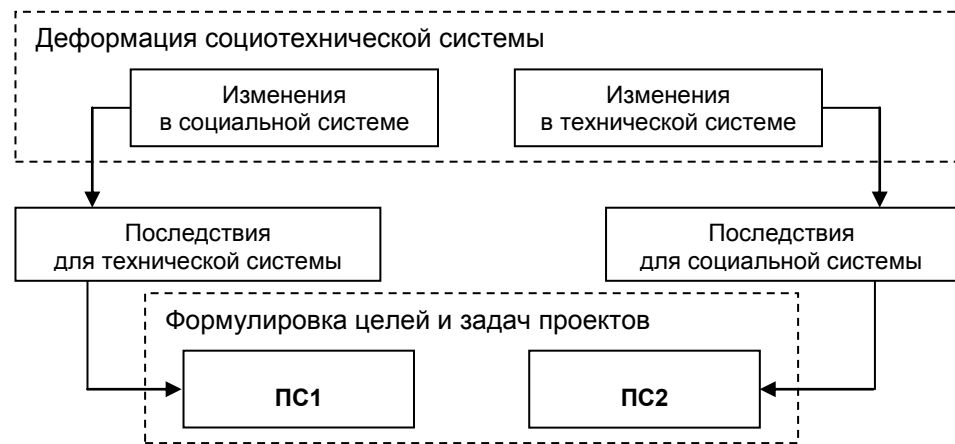 Деформация социотехнической системы
Изменения
в социальной системе
Изменения
в технической системе
Последствия
для технической системы
Последствия
для социальной системы
Формулировка целей и задач проектов
ПС1
ПС2